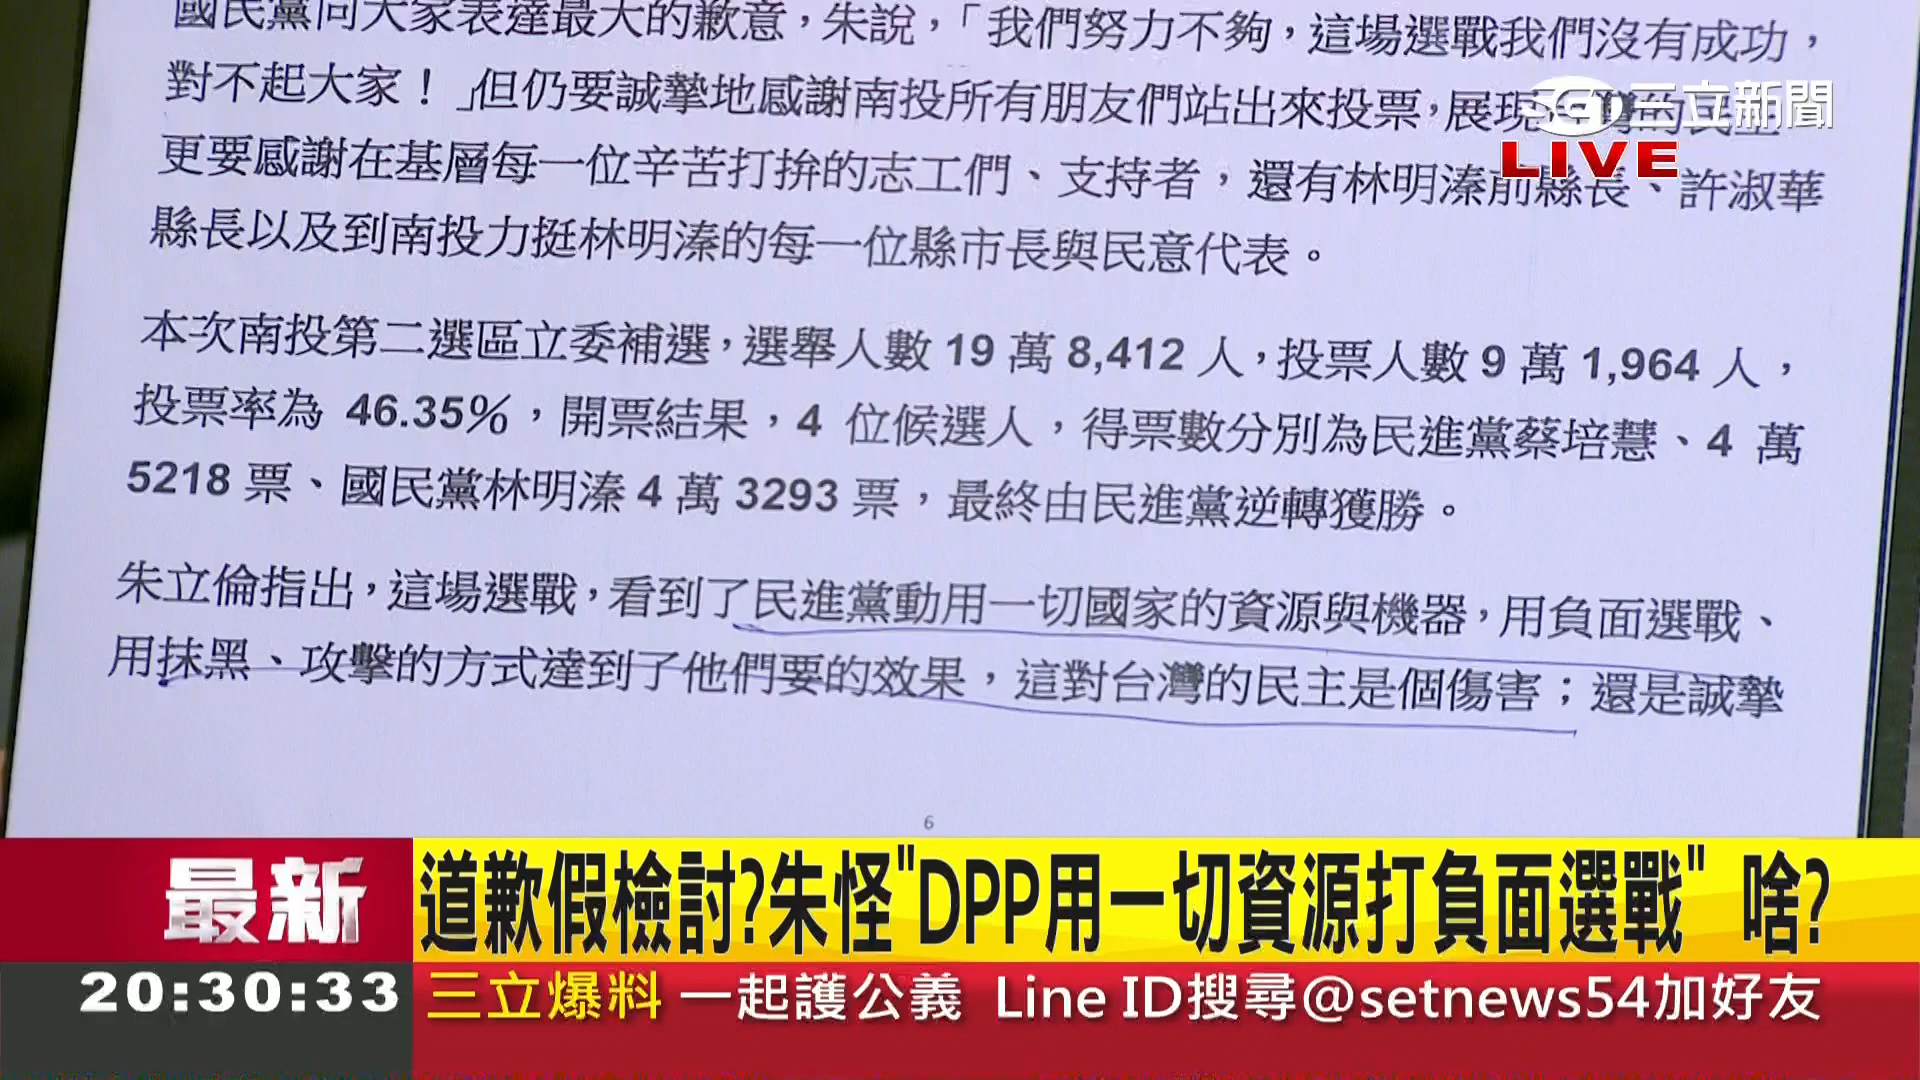 國民黨向大家表達最大的歉意，朱說，「我們努力不夠，這場選戰我們沒有成功，
對不起大家！」但仍要誠摯地感謝南投所有朋友們站出來投票，展現
三立新聞
LIVE
更要感謝在基層每一位辛苦打拚的志工們、支持者，還有林明溱前縣長、許淑華
縣長以及到南投力挺林明溱的每一位縣市長與民意代表。
本次南投第二選區立委補選，選舉人數 19 萬 8,412 人，投票人數 9 萬 1,964 人，
投票率為 46.35%，開票結果，4 位候選人，得票數分別為民進黨蔡培慧、4 萬
5218 票、國民黨林明溱 4 萬 3293 票，最終由民進黨逆轉獲勝。
朱立倫指出，這場選戰，看到了民進黨動用一切國家的資源與機器，用負面選戰、
用抹黑、攻擊的方式達到了他們要的效果，這對台灣的民主是個傷害；還是誠摯
6
最新 道歉假檢討?朱怪"DPP用一切資源打負面選戰" 啥?
20:30:33 三立爆料 一起護公義 Line ID搜尋@setnews54加好友